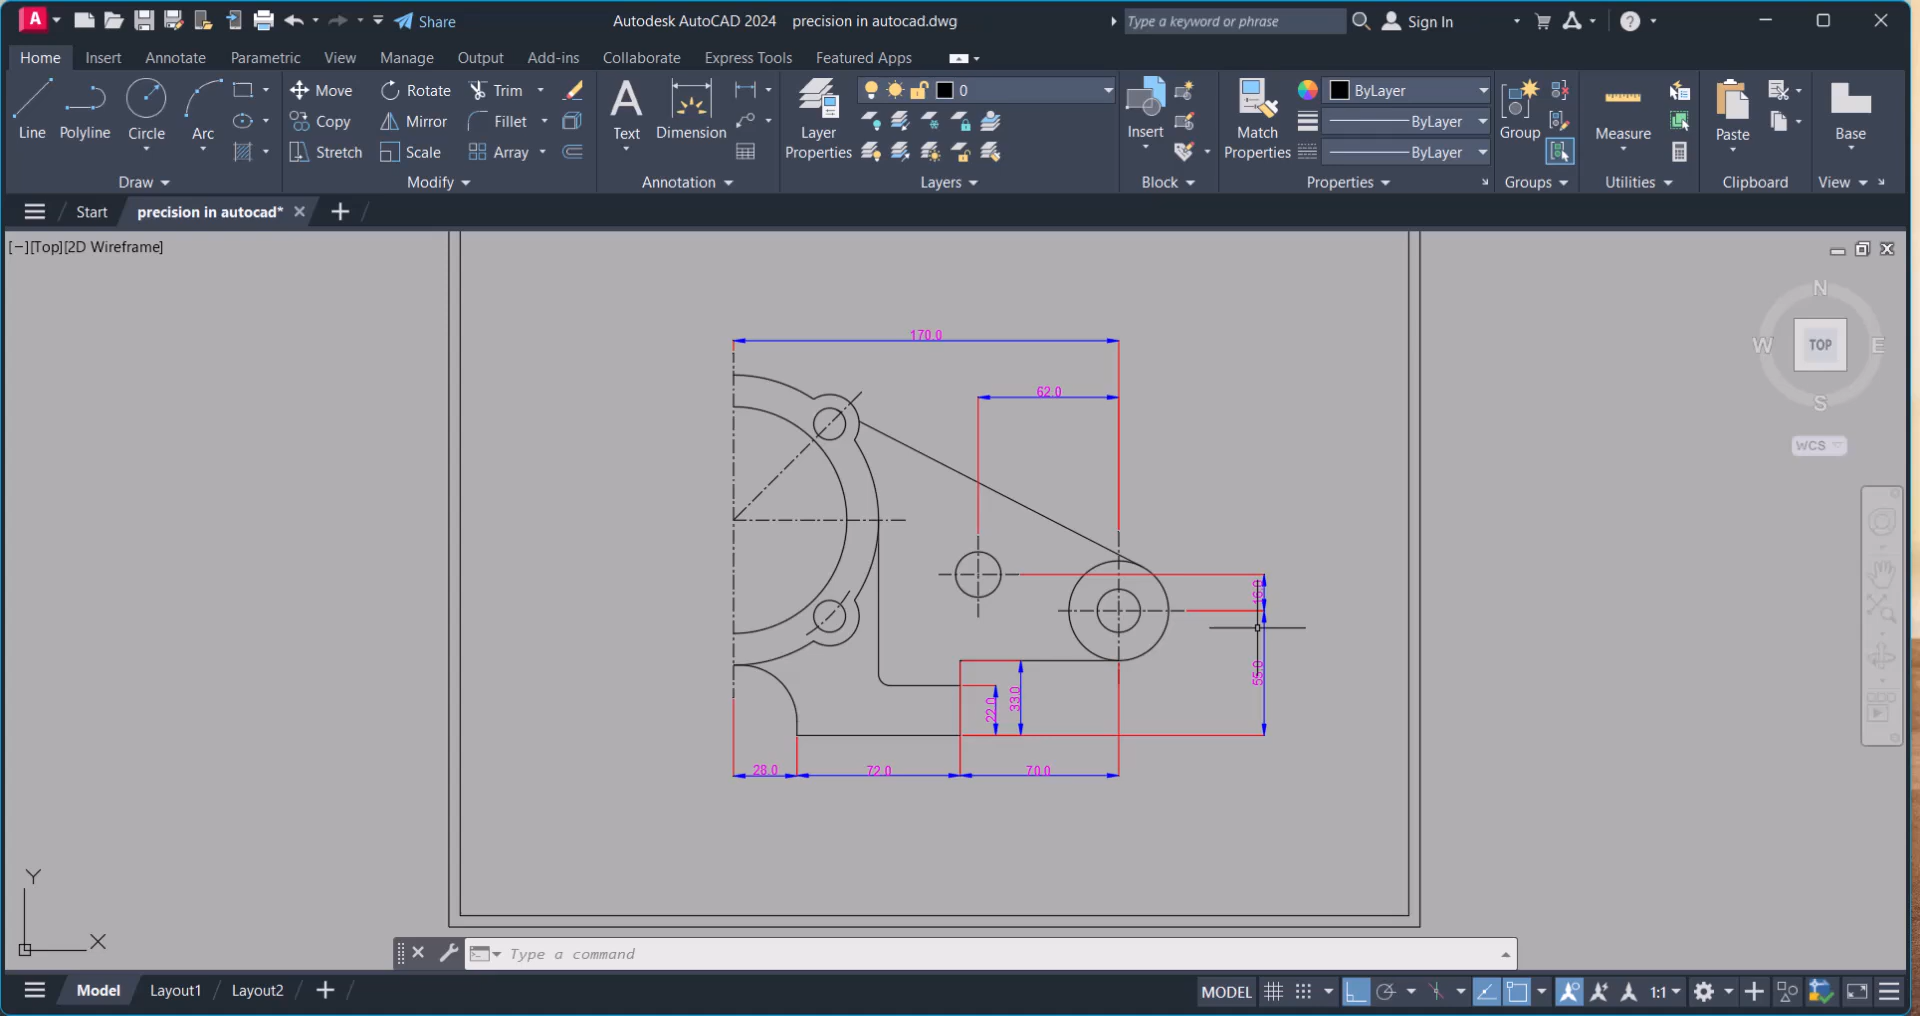 A Share Autodesk AutoCAD 2024 precision in autocad.dwg Type a keyword or phrase Sign In ?
Home Insert Annotate Parametric View Manage Output Add-ins Collaborate Express Tools Featured Apps
Line Polyline Circle Arc
Move Rotate Trim
Copy Mirror Fillet
Stretch Scale Array
A Text Dimension
Layer Properties
0
Insert
Match Properties
ByLayer
ByLayer
ByLayer
Group
Measure
Paste
Base
Draw Modify Annotation Layers Block Properties Groups Utilities Clipboard View
Start precision in autocad*
[−][Top][2D Wireframe]
N
W TOP E
S
WCS
170.0
62.0
16.0
55.0
22.0
33.0
28.0 72.0 70.0
Y
X
Type a command
Model Layout1 Layout2 MODEL 1:1